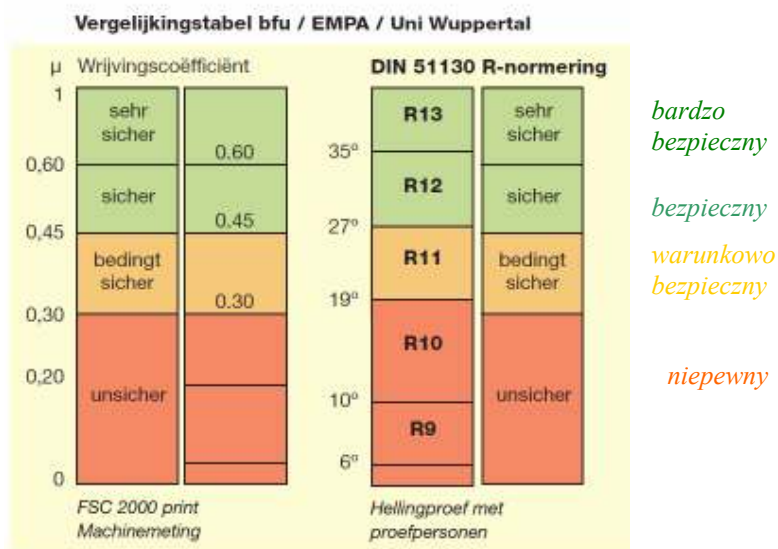 Vergelijkingstabel bfu / EMPA / Uni Wuppertal
µ Wrijvingscoëfficiënt
1
0,60
0,45
0,30
0,20
0
sehr
sicher
sicher
bedingt
sicher
unsicher
0.60
0.45
0.30
FSC 2000 print
Machinemeting
DIN 51130 R-normering
35°
27°
19°
10°
6°
R13
R12
R11
R10
R9
sehr
sicher
sicher
bedingt
sicher
unsicher
Hellingproef met
proefpersonen
bardzo
bezpieczny
bezpieczny
warunkowo
bezpieczny
niepewny